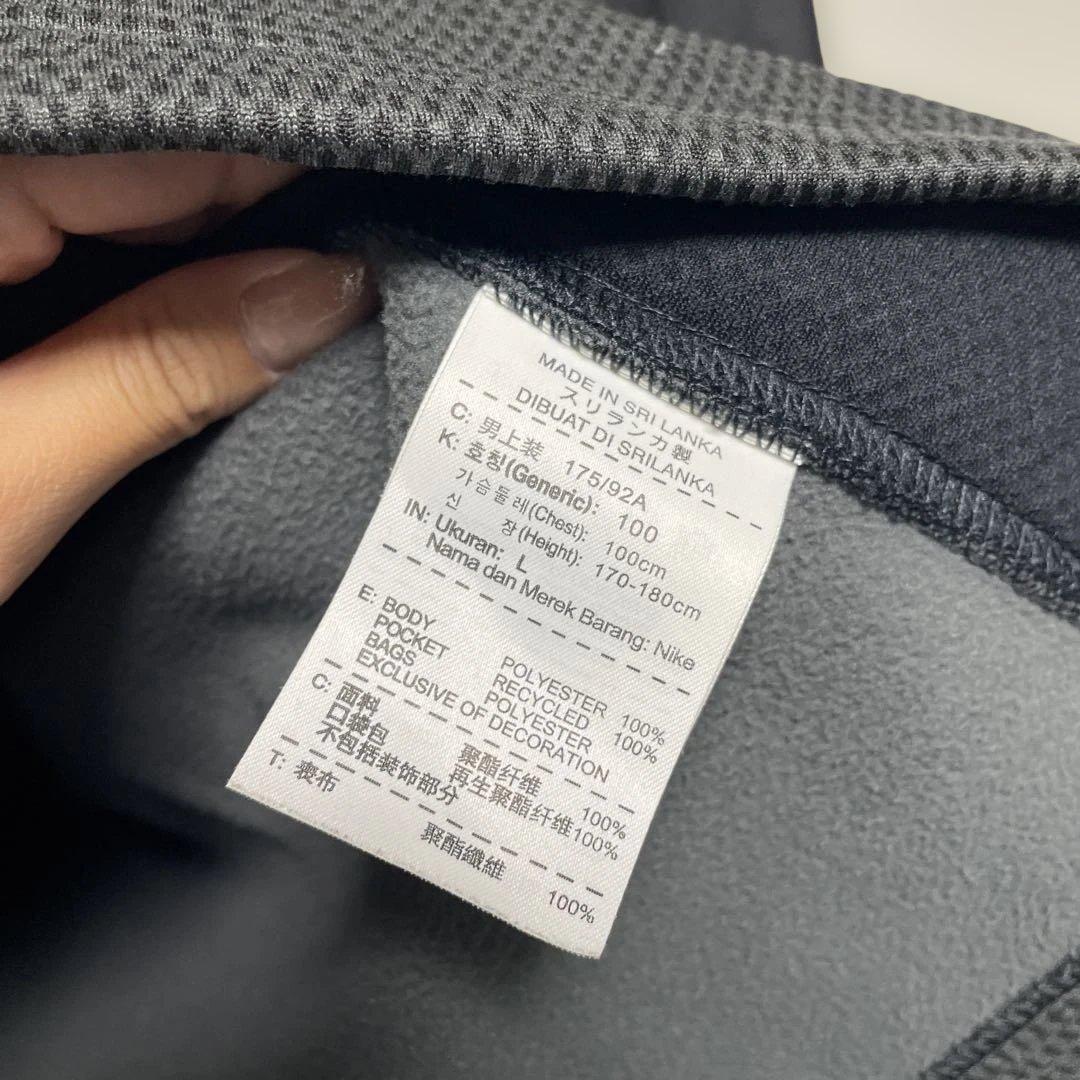 MADE IN SRI LANKA
スリランカ製
DIBUAT DI SRILANKA
C: 男上装 175/92A
K: 호칭(Generic): 100
가슴둘레(Chest): 100cm
신 장(Height): 170-180cm
IN: Ukuran: L
Nama dan Merek Barang: Nike
E: BODY POLYESTER 100%
POCKET RECYCLED
BAGS POLYESTER 100%
EXCLUSIVE OF DECORATION
C: 面料 聚酯纤维 100%
口袋包 再生聚酯纤维100%
不包括装饰部分
T: 表布 聚酯纖維 100%